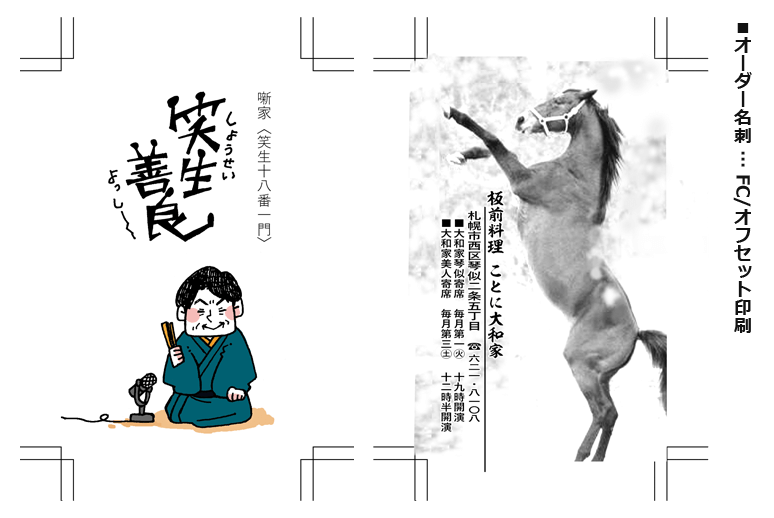 ■オーダー名刺 … FC/オフセット印刷
噺家〈笑生十八番一門〉
笑生
しょうせい
善良
よっし〜〜
板前料理 ことに大和家
札幌市西区琴似二条五丁目 ☎六二一・八一〇八
■大和家琴似寄席 毎月第一㊋ 十九時開演
■大和家美人寄席 毎月第三㊏ 十二時半開演